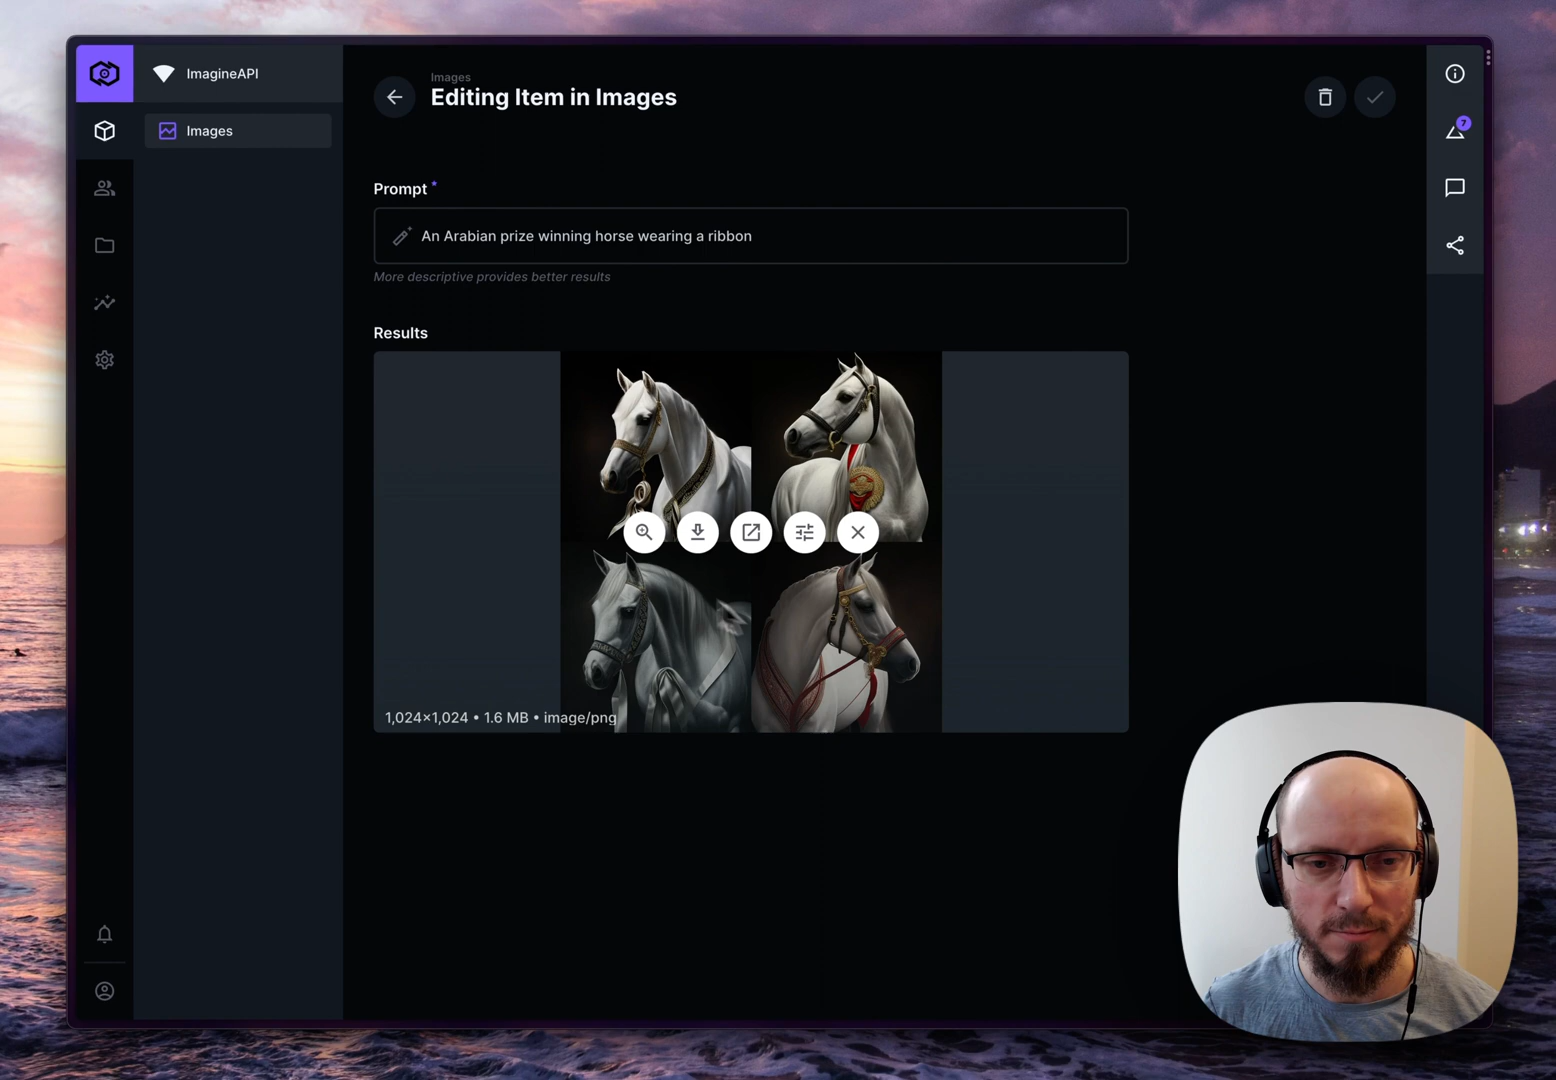 ImagineAPI
Images
Images
Editing Item in Images
7
Prompt *
An Arabian prize winning horse wearing a ribbon
More descriptive provides better results
Results
1,024×1,024 • 1.6 MB • image/png